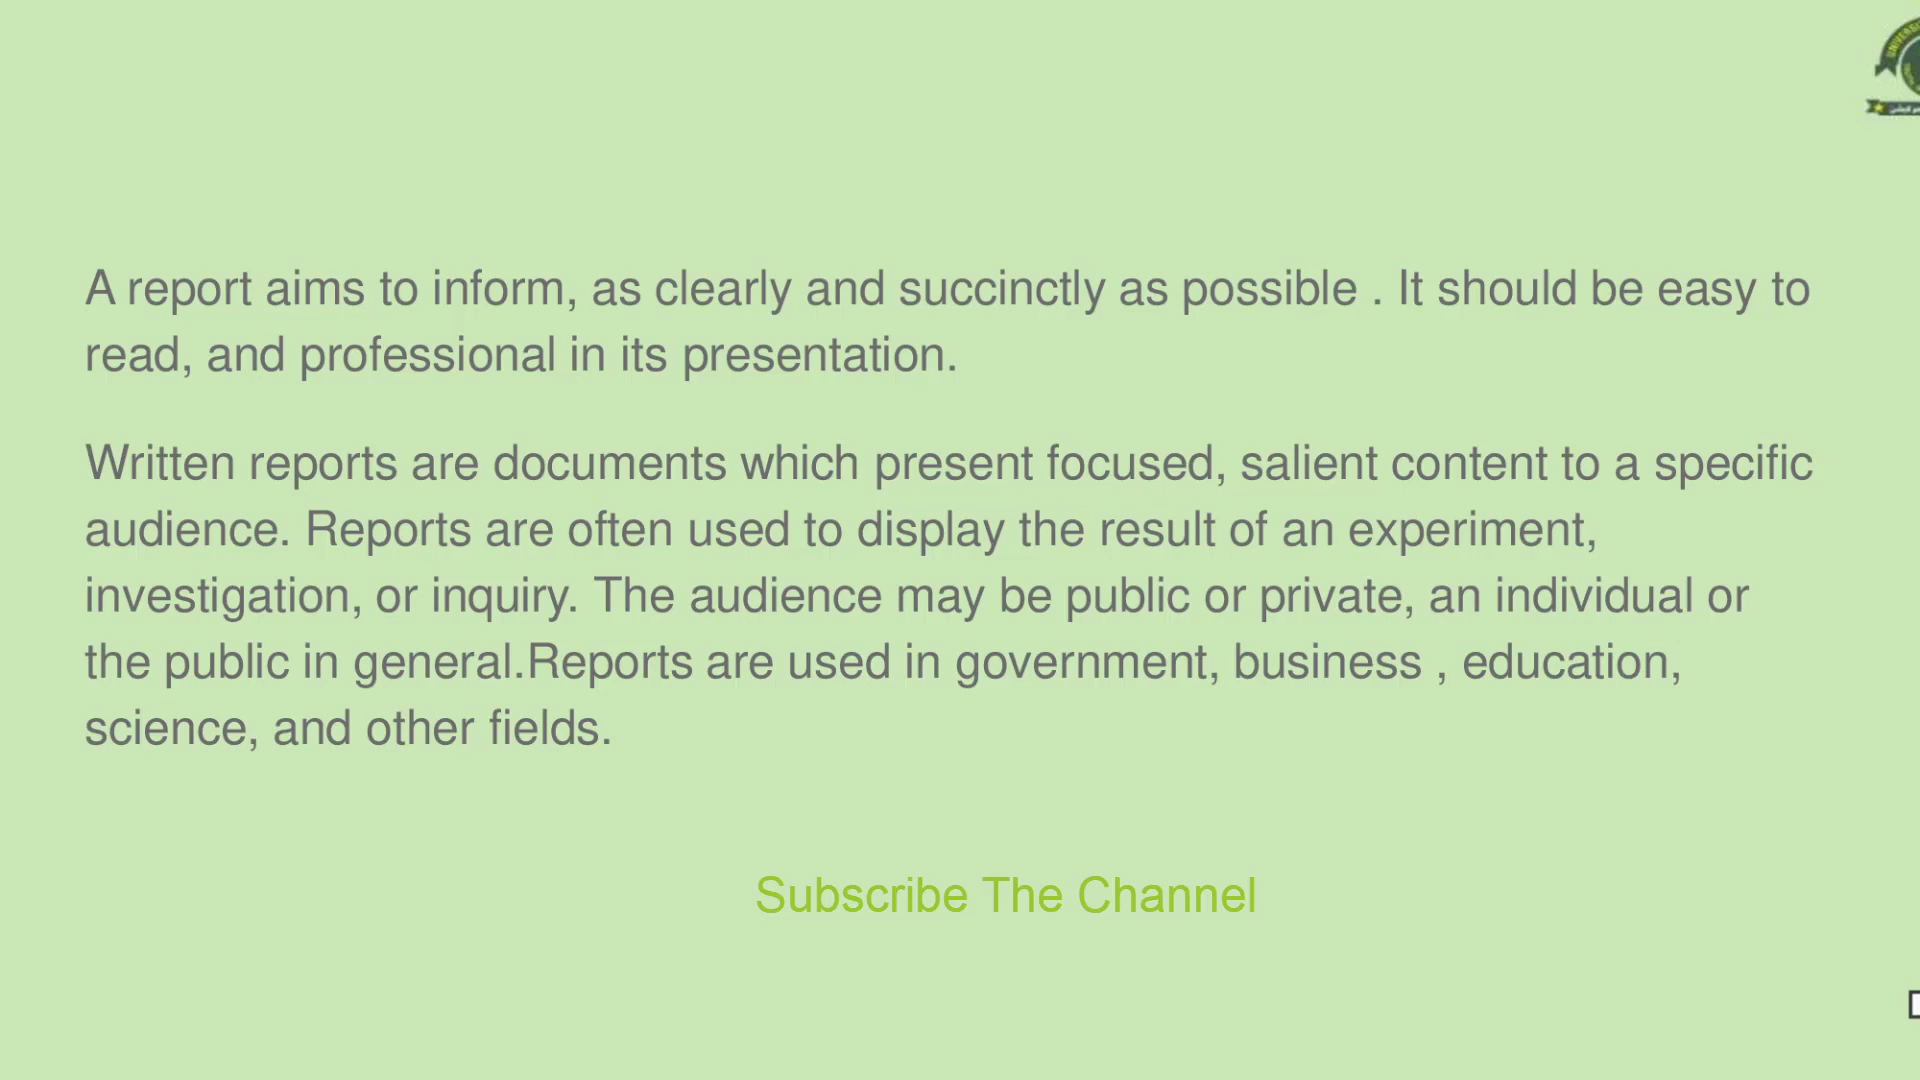 A report aims to inform, as clearly and succinctly as possible . It should be easy to
read, and professional in its presentation.
Written reports are documents which present focused, salient content to a specific
audience. Reports are often used to display the result of an experiment,
investigation, or inquiry. The audience may be public or private, an individual or
the public in general.Reports are used in government, business , education,
science, and other fields.
Subscribe The Channel